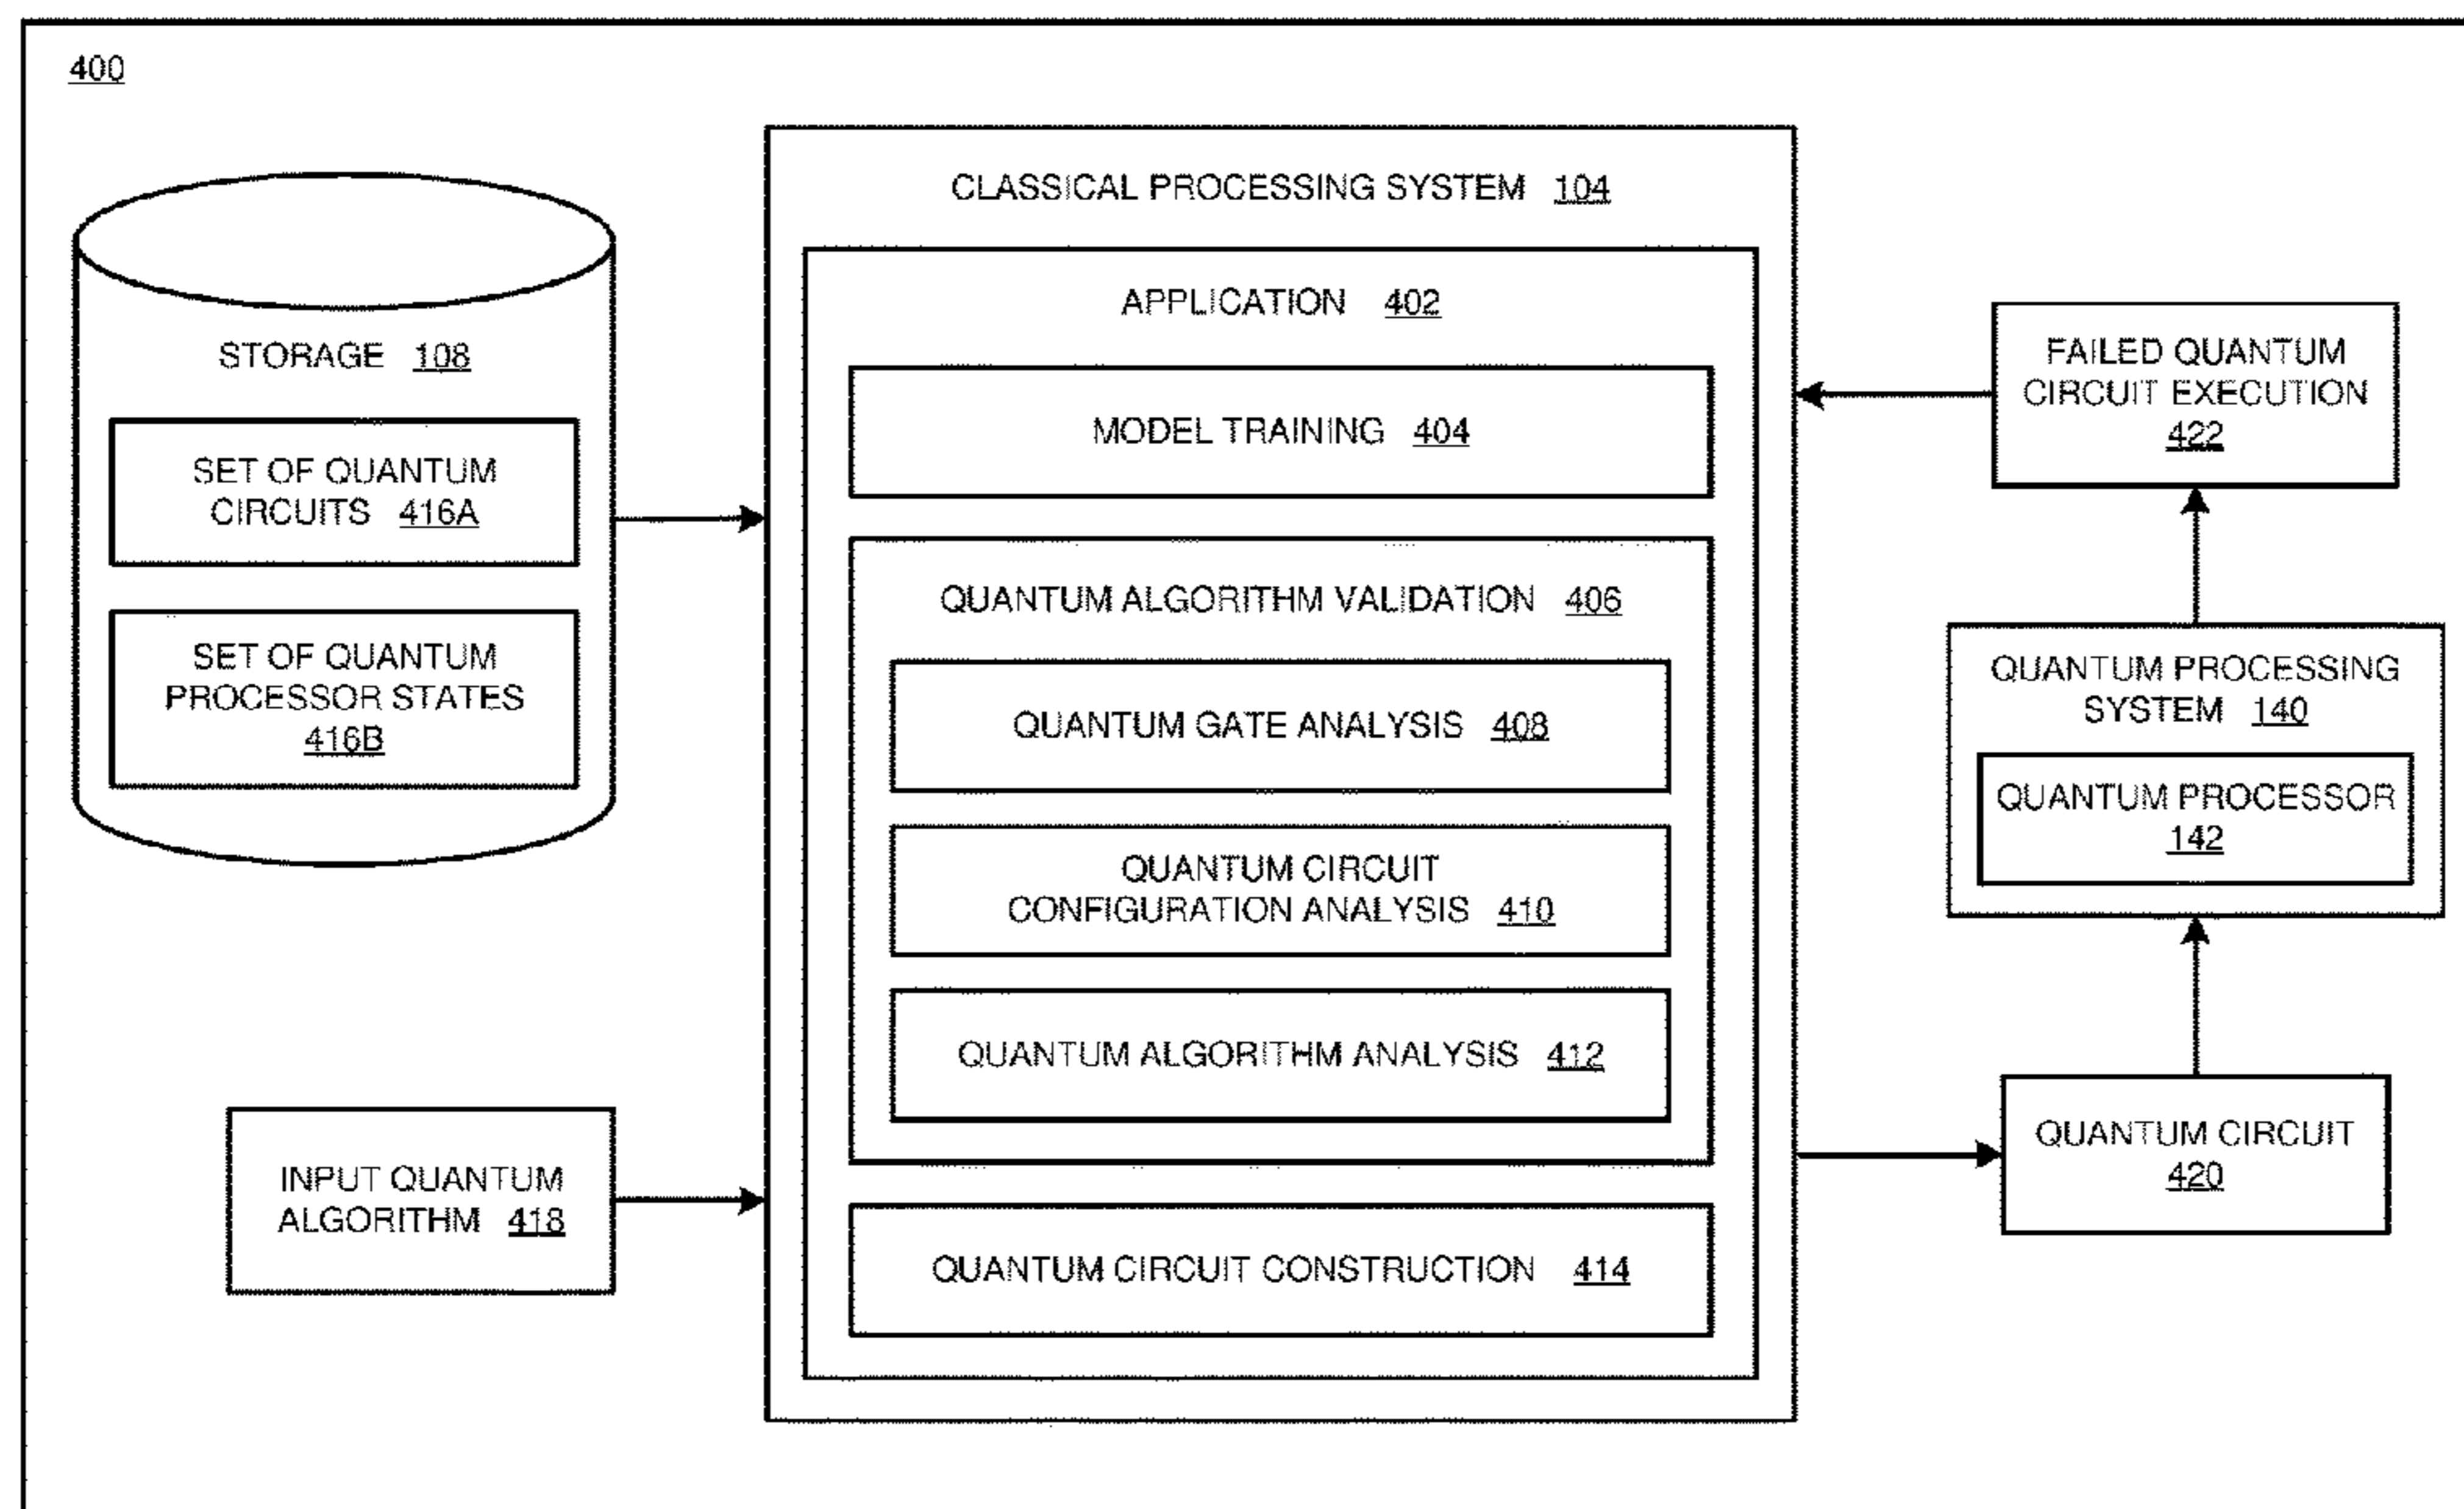 400
STORAGE 108
SET OF QUANTUM
CIRCUITS 416A
SET OF QUANTUM
PROCESSOR STATES
416B
INPUT QUANTUM
ALGORITHM 418
CLASSICAL PROCESSING SYSTEM 104
APPLICATION 402
MODEL TRAINING 404
QUANTUM ALGORITHM VALIDATION 406
QUANTUM GATE ANALYSIS 408
QUANTUM CIRCUIT
CONFIGURATION ANALYSIS 410
QUANTUM ALGORITHM ANALYSIS 412
QUANTUM CIRCUIT CONSTRUCTION 414
FAILED QUANTUM
CIRCUIT EXECUTION
422
QUANTUM PROCESSING
SYSTEM 140
QUANTUM PROCESSOR
142
QUANTUM CIRCUIT
420